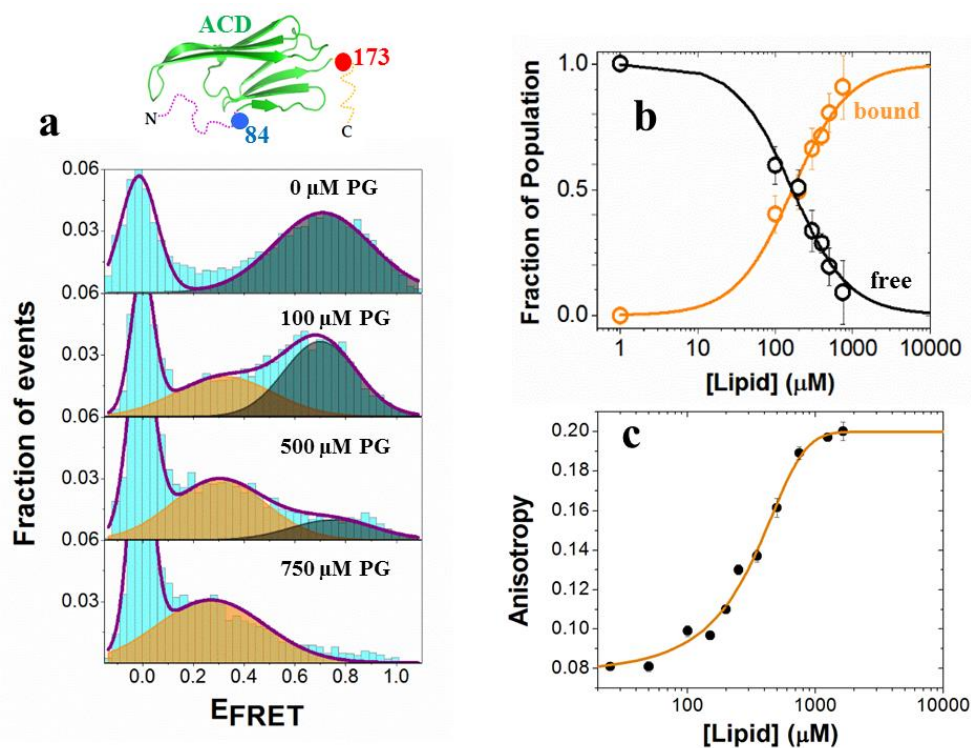 ACD
173
N
84
C
a
0.06
0 μM PG
0.03
0.06
100 μM PG
0.03
0.06
500 μM PG
0.03
0.06
750 μM PG
0.03
0.0 0.2 0.4 0.6 0.8 1.0
EFRET
Fraction of events
b
1.0
bound
0.5
free
0.0
1 10 100 1000 10000
[Lipid] (μM)
Fraction of Population
c
0.20
0.18
0.16
0.14
0.12
0.10
0.08
100 1000 10000
[Lipid] (μM)
Anisotropy